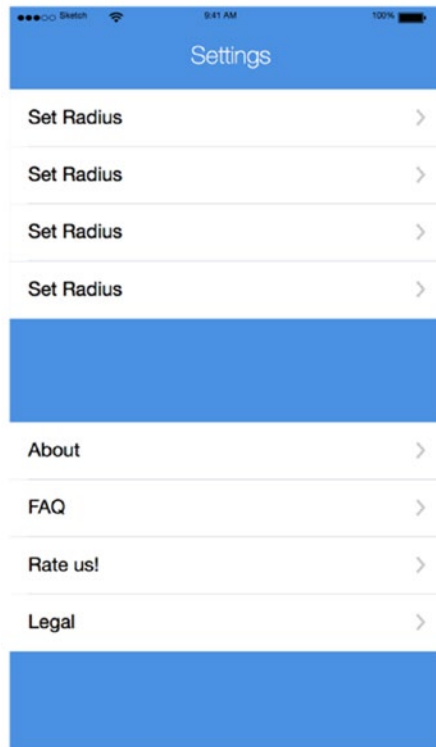 Sketch 9:41 AM 100%
Settings
Set Radius
Set Radius
Set Radius
Set Radius
About
FAQ
Rate us!
Legal